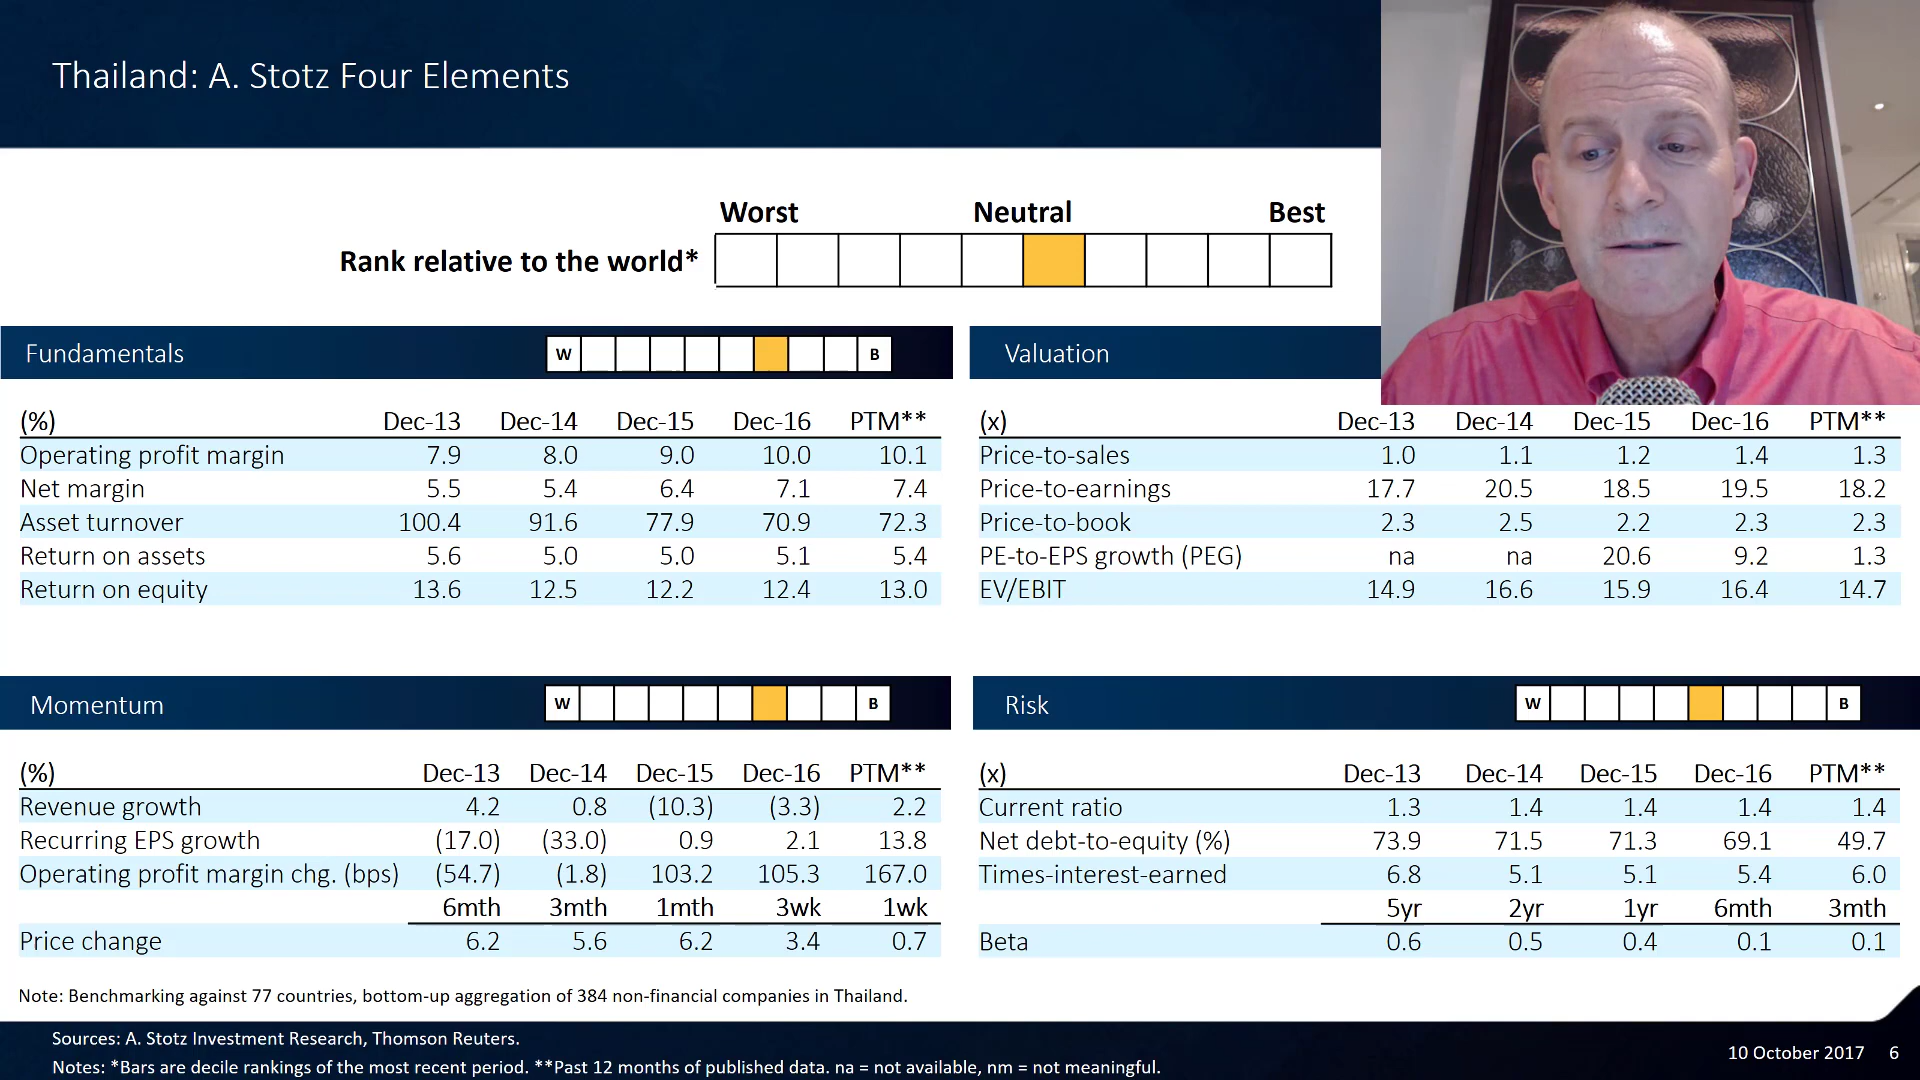 Thailand: A. Stotz Four Elements
Worst Neutral Best
Rank relative to the world*
Fundamentals W B
(%) Dec-13 Dec-14 Dec-15 Dec-16 PTM**
Operating profit margin 7.9 8.0 9.0 10.0 10.1
Net margin 5.5 5.4 6.4 7.1 7.4
Asset turnover 100.4 91.6 77.9 70.9 72.3
Return on assets 5.6 5.0 5.0 5.1 5.4
Return on equity 13.6 12.5 12.2 12.4 13.0
Valuation
(x) Dec-13 Dec-14 Dec-15 Dec-16 PTM**
Price-to-sales 1.0 1.1 1.2 1.4 1.3
Price-to-earnings 17.7 20.5 18.5 19.5 18.2
Price-to-book 2.3 2.5 2.2 2.3 2.3
PE-to-EPS growth (PEG) na na 20.6 9.2 1.3
EV/EBIT 14.9 16.6 15.9 16.4 14.7
Momentum W B
(%) Dec-13 Dec-14 Dec-15 Dec-16 PTM**
Revenue growth 4.2 0.8 (10.3) (3.3) 2.2
Recurring EPS growth (17.0) (33.0) 0.9 2.1 13.8
Operating profit margin chg. (bps) (54.7) (1.8) 103.2 105.3 167.0
6mth 3mth 1mth 3wk 1wk
Price change 6.2 5.6 6.2 3.4 0.7
Risk W B
(x) Dec-13 Dec-14 Dec-15 Dec-16 PTM**
Current ratio 1.3 1.4 1.4 1.4 1.4
Net debt-to-equity (%) 73.9 71.5 71.3 69.1 49.7
Times-interest-earned 6.8 5.1 5.1 5.4 6.0
5yr 2yr 1yr 6mth 3mth
Beta 0.6 0.5 0.4 0.1 0.1
Note: Benchmarking against 77 countries, bottom-up aggregation of 384 non-financial companies in Thailand.
Sources: A. Stotz Investment Research, Thomson Reuters.
Notes: *Bars are decile rankings of the most recent period. **Past 12 months of published data. na = not available, nm = not meaningful.
10 October 2017 6